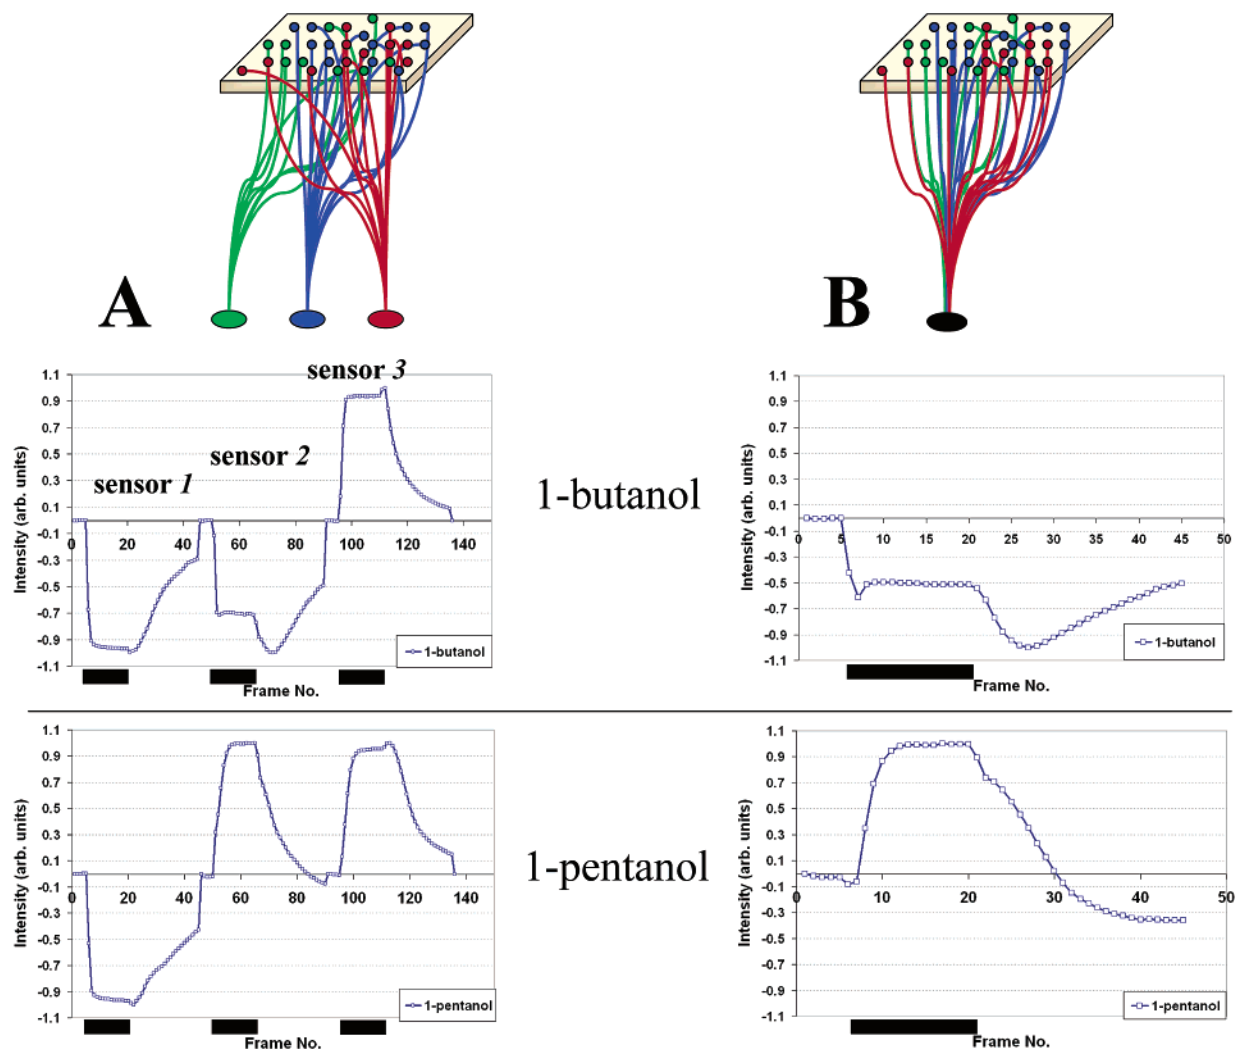 A
B
sensor 3
sensor 2
sensor 1
1.1
0.9
0.7
0.5
0.3
0.1
-0.1
-0.3
-0.5
-0.7
-0.9
-1.1
0 20 40 60 80 100 120 140
Intensity (arb. units)
1-butanol
Frame No.
1-butanol
1.1
0.9
0.7
0.5
0.3
0.1
-0.1
-0.3
-0.5
-0.7
-0.9
-1.1
0 5 10 15 20 25 30 35 40 45 50
Intensity (arb. units)
1-butanol
Frame No.
1.1
0.9
0.7
0.5
0.3
0.1
-0.1
-0.3
-0.5
-0.7
-0.9
-1.1
0 20 40 60 80 100 120 140
Intensity (arb. units)
1-pentanol
Frame No.
1-pentanol
1.1
0.9
0.7
0.5
0.3
0.1
-0.1
-0.3
-0.5
-0.7
-0.9
-1.1
0 10 20 30 40 50
Intensity (arb. units)
1-pentanol
Frame No.